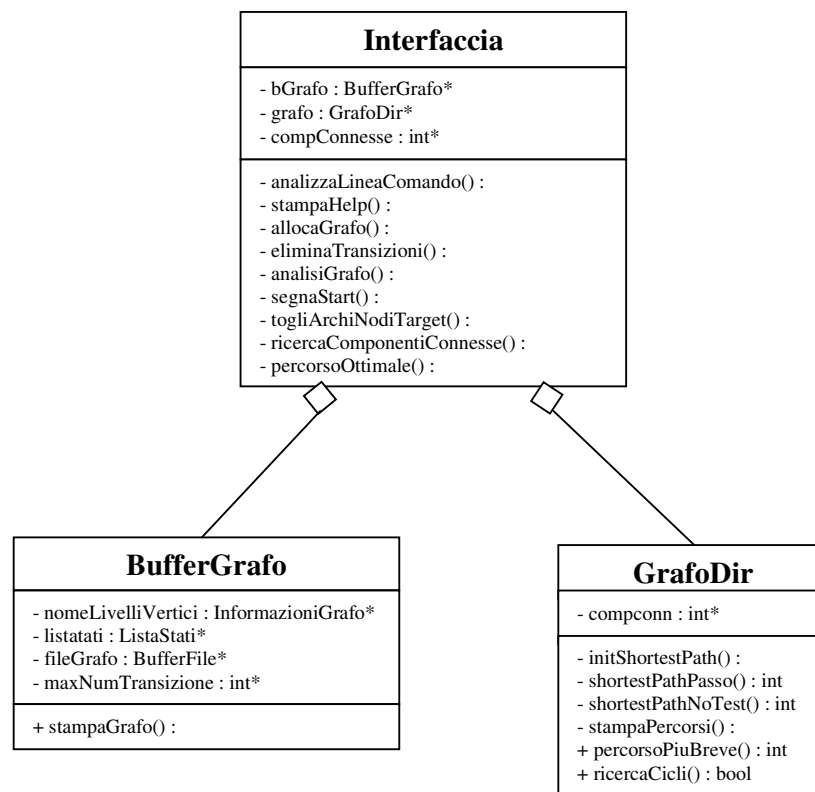 Interfaccia
- bGrafo : BufferGrafo*
- grafo : GrafoDir*
- compConnesse : int*
- analizzaLineaComando() :
- stampaHelp() :
- allocaGrafo() :
- eliminaTransizioni() :
- analisiGrafo() :
- segnaStart() :
- togliArchiNodiTarget() :
- ricercaComponentiConnesse() :
- percorsoOttimale() :
BufferGrafo
- nomeLivelliVertici : InformazioniGrafo*
- listatati : ListaStati*
- fileGrafo : BufferFile*
- maxNumTransizione : int*
+ stampaGrafo() :
GrafoDir
- compconn : int*
- initShortestPath() :
- shortestPathPasso() : int
- shortestPathNoTest() : int
- stampaPercorsi() :
+ percorsoPiuBreve() : int
+ ricercaCicli() : bool